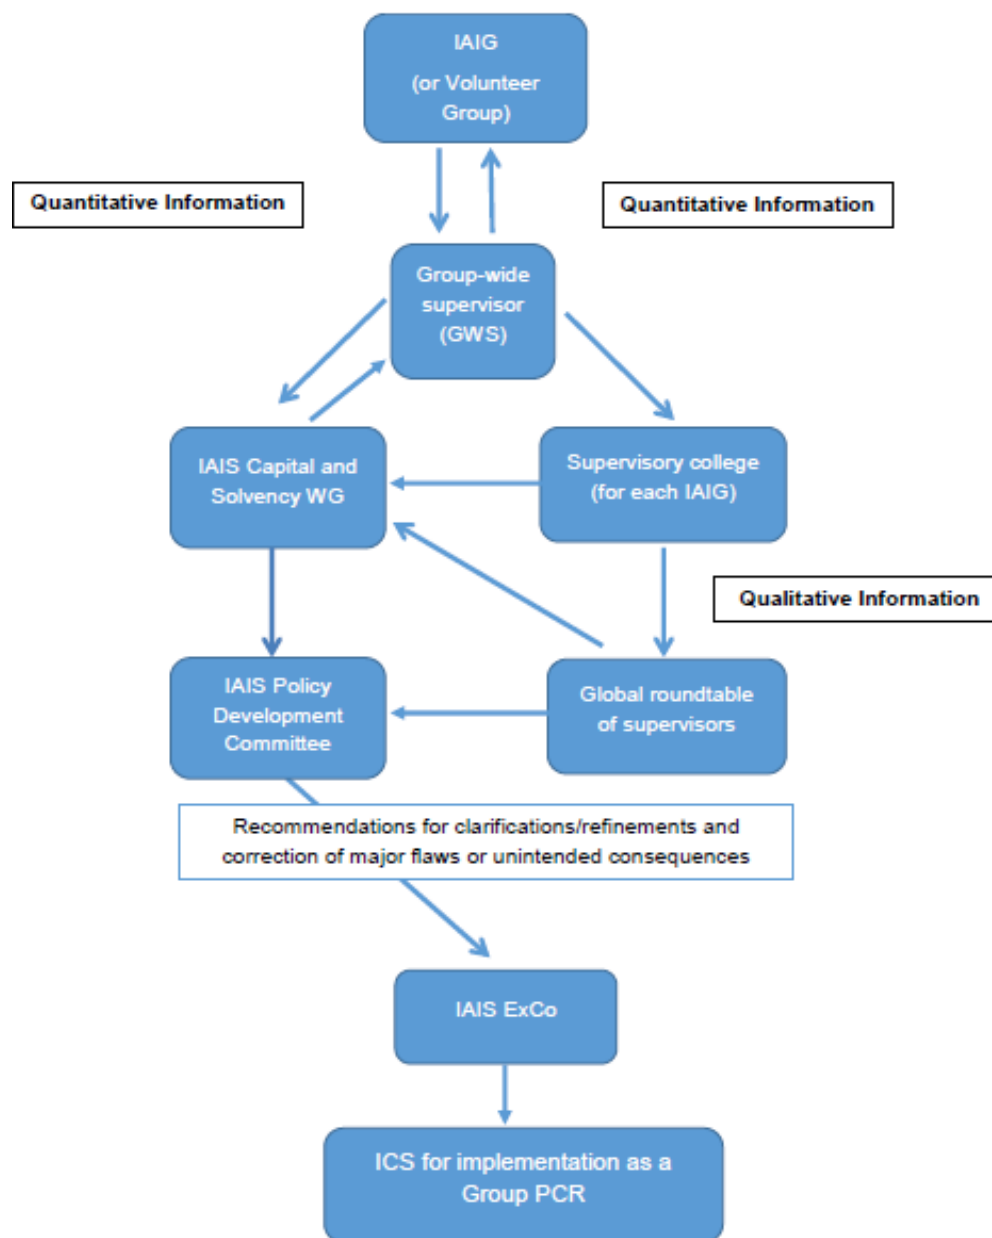 IAIG
(or Volunteer
Group)
Quantitative Information
Quantitative Information
Group-wide
supervisor
(GWS)
IAIS Capital and
Solvency WG
Supervisory college
(for each IAIG)
Qualitative Information
IAIS Policy
Development
Committee
Global roundtable
of supervisors
Recommendations for clarifications/refinements and
correction of major flaws or unintended consequences
IAIS ExCo
ICS for implementation as a
Group PCR